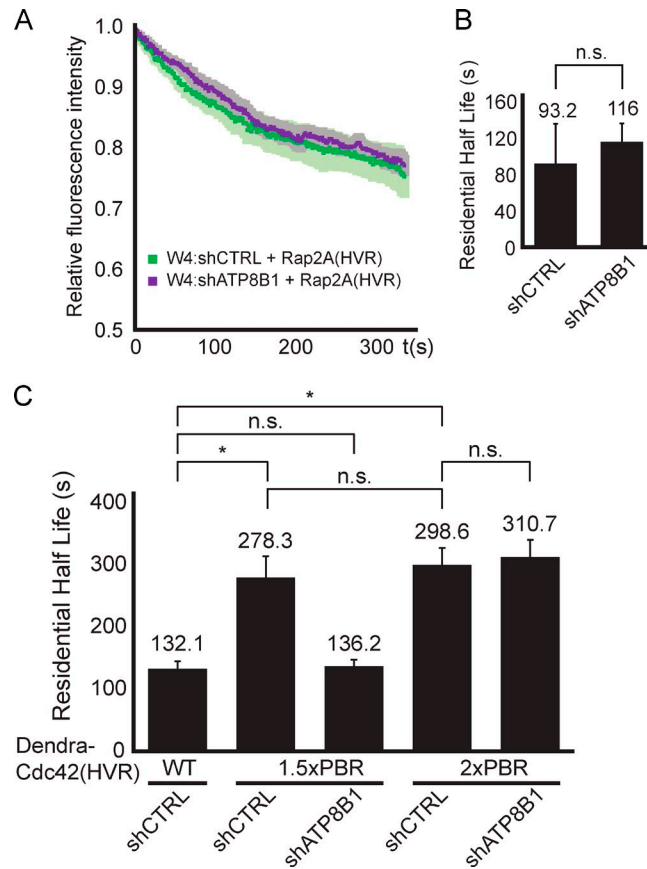 A
Relative fluorescence intensity
1.0
0.9
0.8
0.7
0.5
W4:shCTRL + Rap2A(HVR)
W4:shATP8B1 + Rap2A(HVR)
0 100 200 300 t(s)
B
n.s.
Residential Half Life (s)
160
120
80
40
0
93.2 116
shCTRL shATP8B1
C
*
n.s.
* n.s.
n.s.
Residential Half Life (s)
400
300
200
100
0
132.1 278.3 136.2 298.6 310.7
Dendra-
Cdc42(HVR) WT 1.5xPBR 2xPBR
shCTRL shCTRL shATP8B1 shCTRL shATP8B1